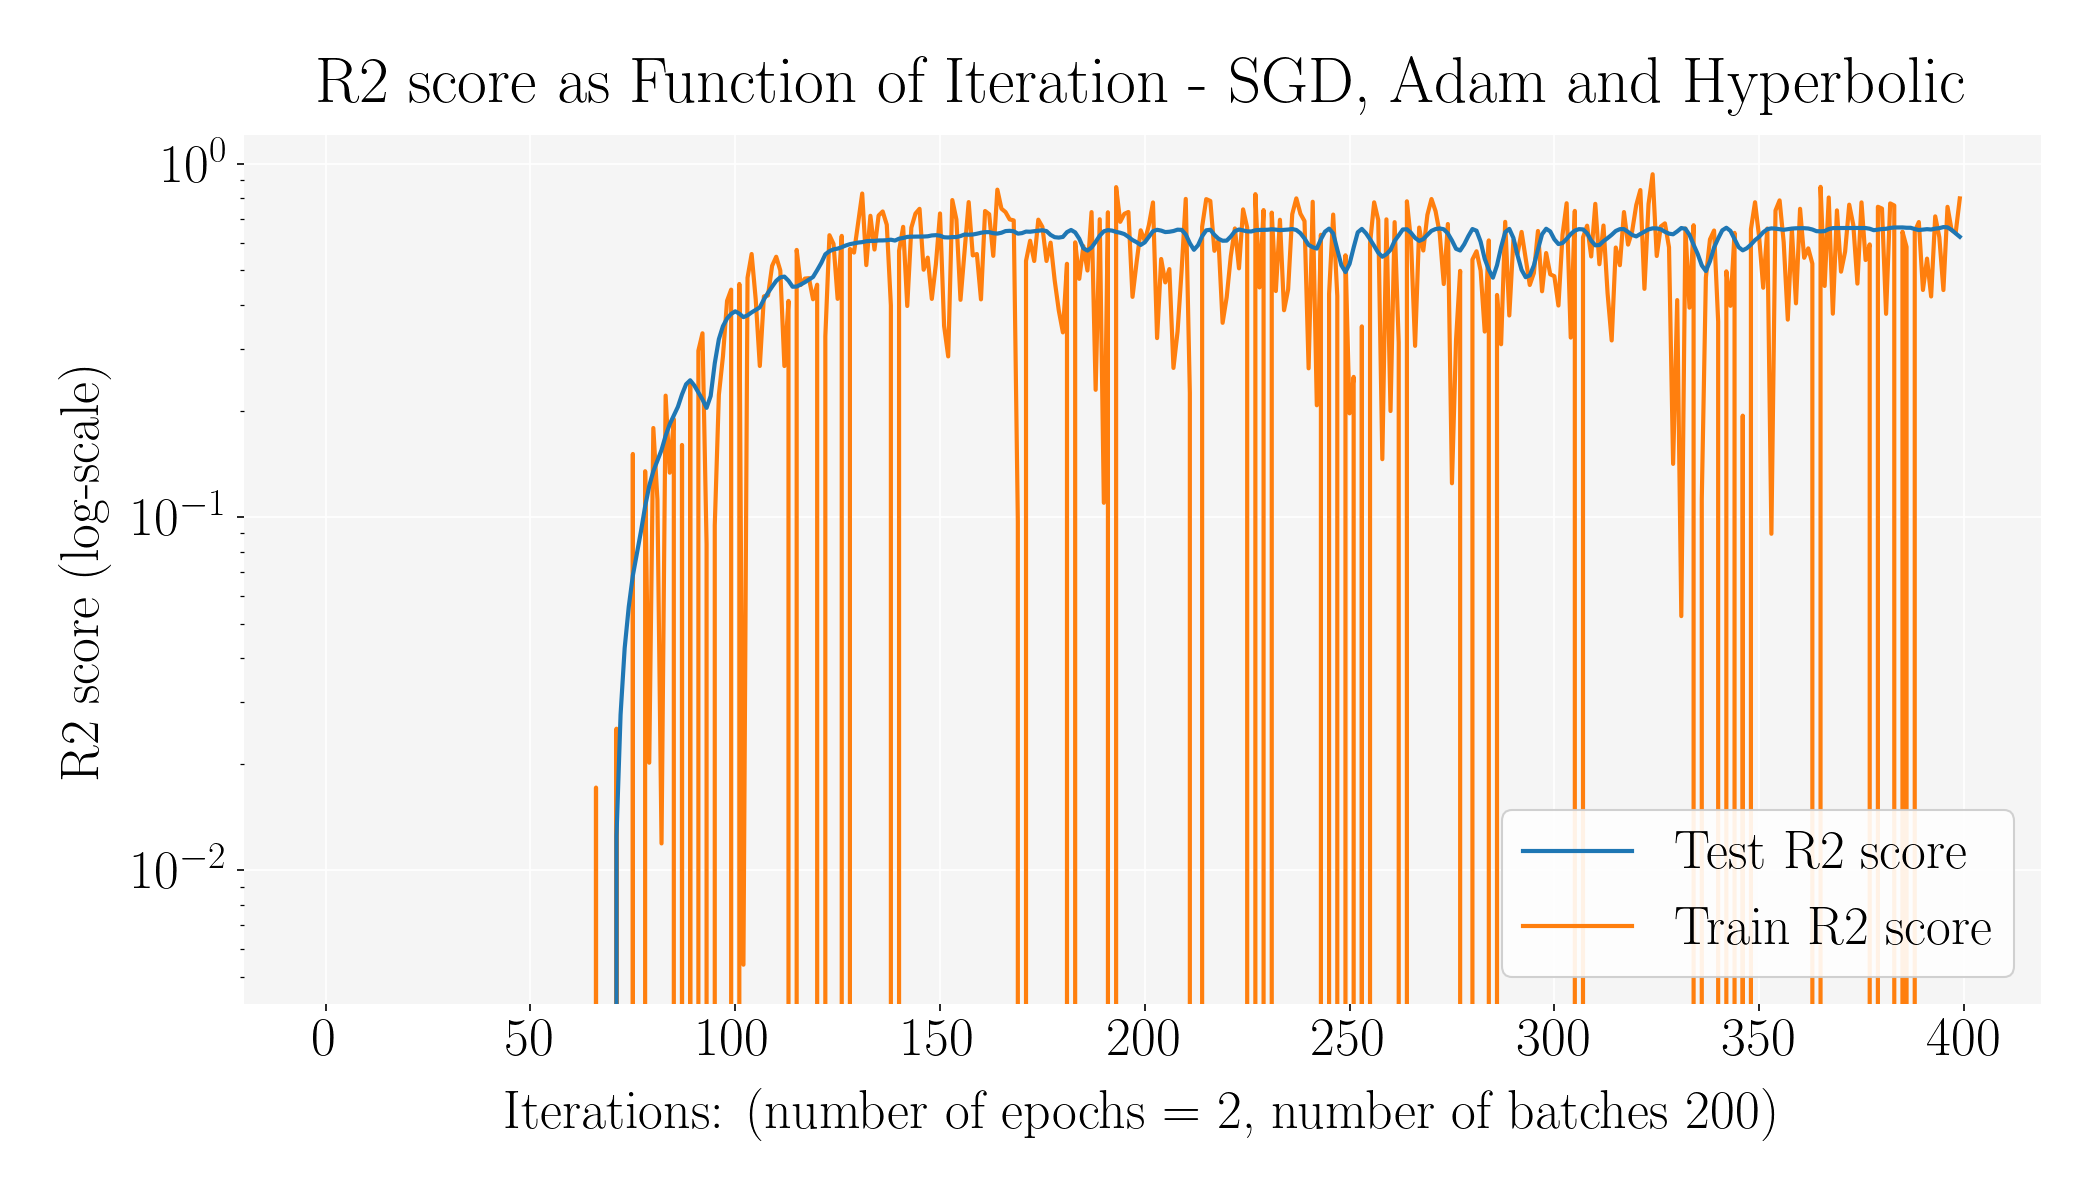 R2 score as Function of Iteration - SGD, Adam and Hyperbolic
R2 score (log-scale)
10⁰
10⁻¹
10⁻²
0 50 100 150 200 250 300 350 400
Iterations: (number of epochs = 2, number of batches 200)
Test R2 score
Train R2 score